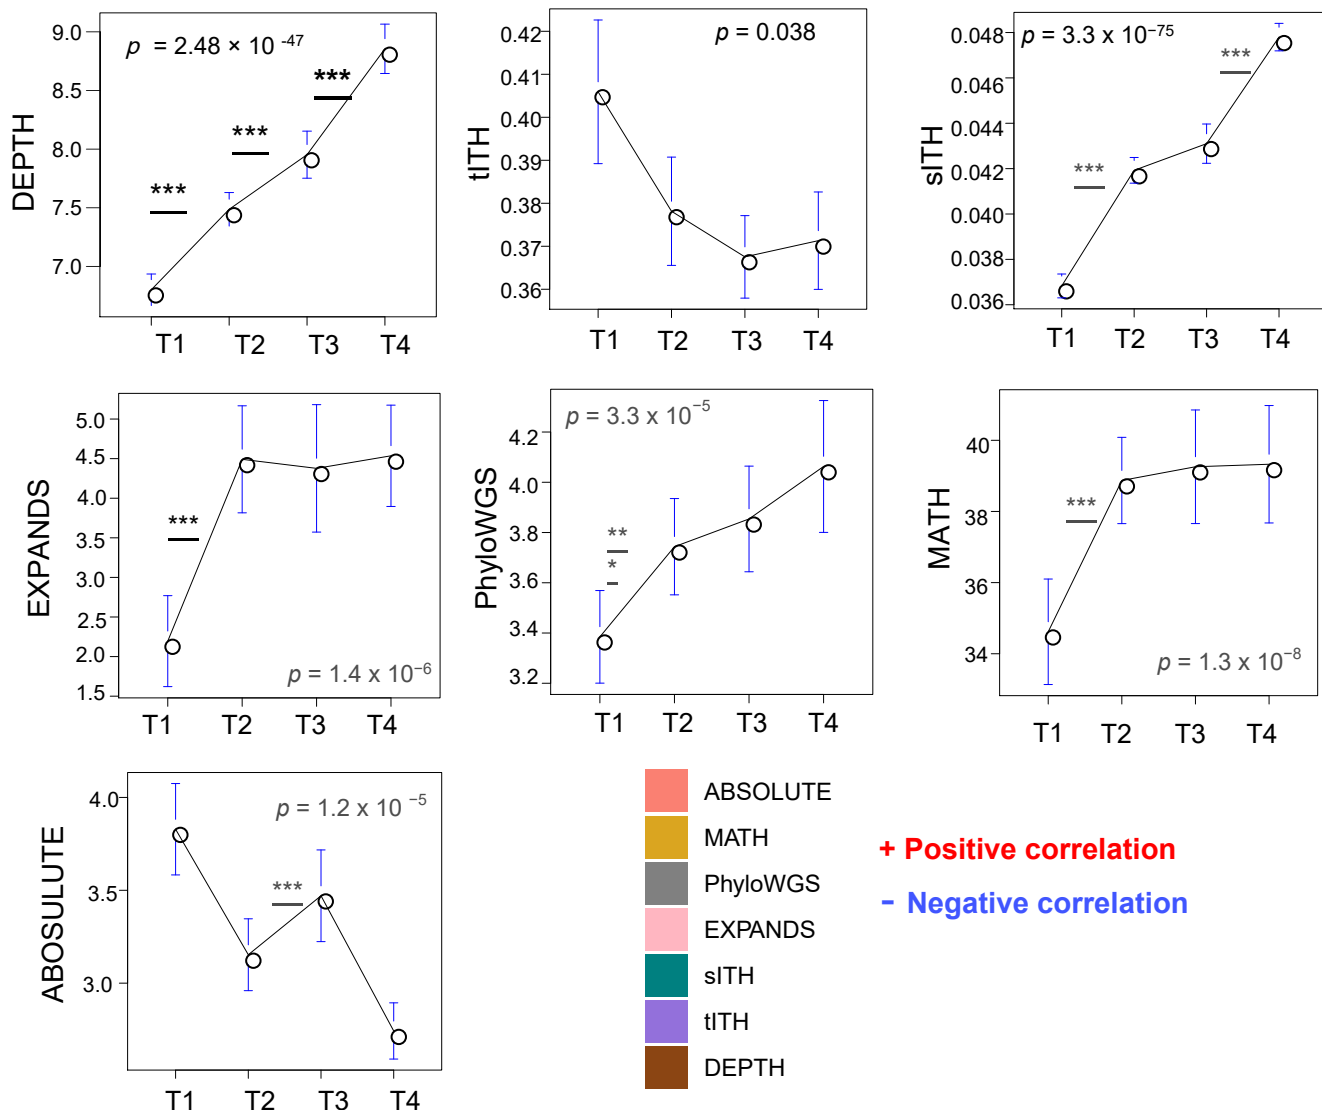 DEPTH
p = 2.48 × 10 -47
9.0
8.5
8.0
7.5
7.0
***
***
***
T1 T2 T3 T4
tITH
p = 0.038
0.42
0.41
0.40
0.39
0.38
0.37
0.36
T1 T2 T3 T4
sITH
p = 3.3 x 10−75
0.048
0.046
0.044
0.042
0.040
0.038
0.036
***
***
T1 T2 T3 T4
EXPANDS
5.0
4.5
4.0
3.5
3.0
2.5
2.0
1.5
***
p = 1.4 x 10−6
T1 T2 T3 T4
PhyloWGS
p = 3.3 x 10−5
4.2
4.0
3.8
3.6
3.4
3.2
**
*
T1 T2 T3 T4
MATH
40
38
36
34
***
p = 1.3 x 10−8
T1 T2 T3 T4
ABOSULUTE
p = 1.2 x 10 −5
4.0
3.5
3.0
***
T1 T2 T3 T4
ABSOLUTE
MATH
PhyloWGS
EXPANDS
sITH
tITH
DEPTH
+ Positive correlation
- Negative correlation